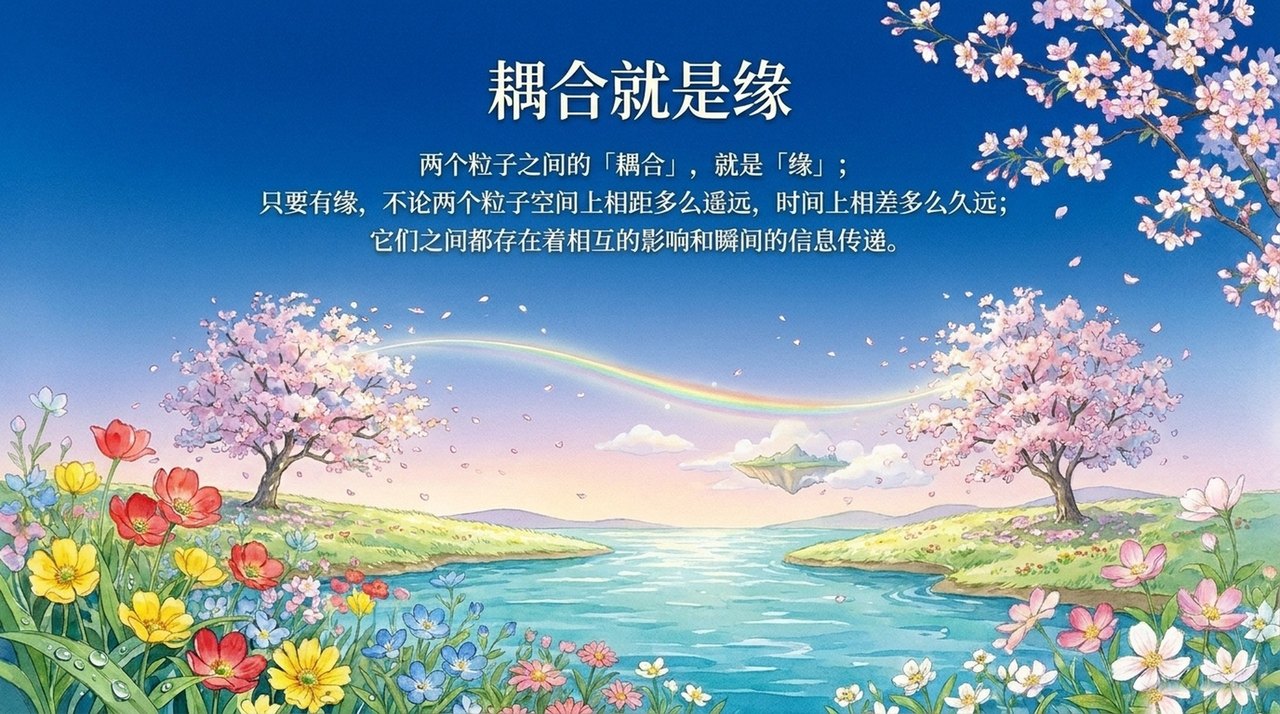 耦合就是缘
两个粒子之间的「耦合」，就是「缘」；
只要有缘，不论两个粒子空间上相距多么遥远，时间上相差多么久远；
它们之间都存在着相互的影响和瞬间的信息传递。